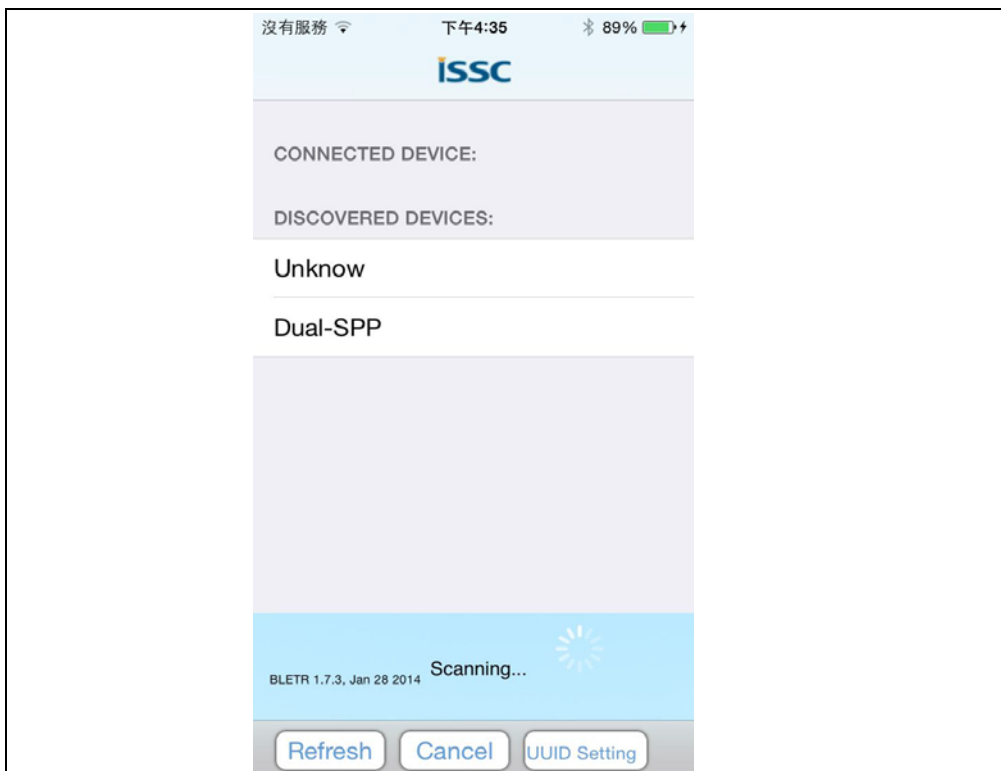 沒有服務 下午4:35 89%
ISSC
CONNECTED DEVICE:
DISCOVERED DEVICES:
Unknow
Dual-SPP
BLETR 1.7.3, Jan 28 2014 Scanning...
Refresh Cancel UUID Setting